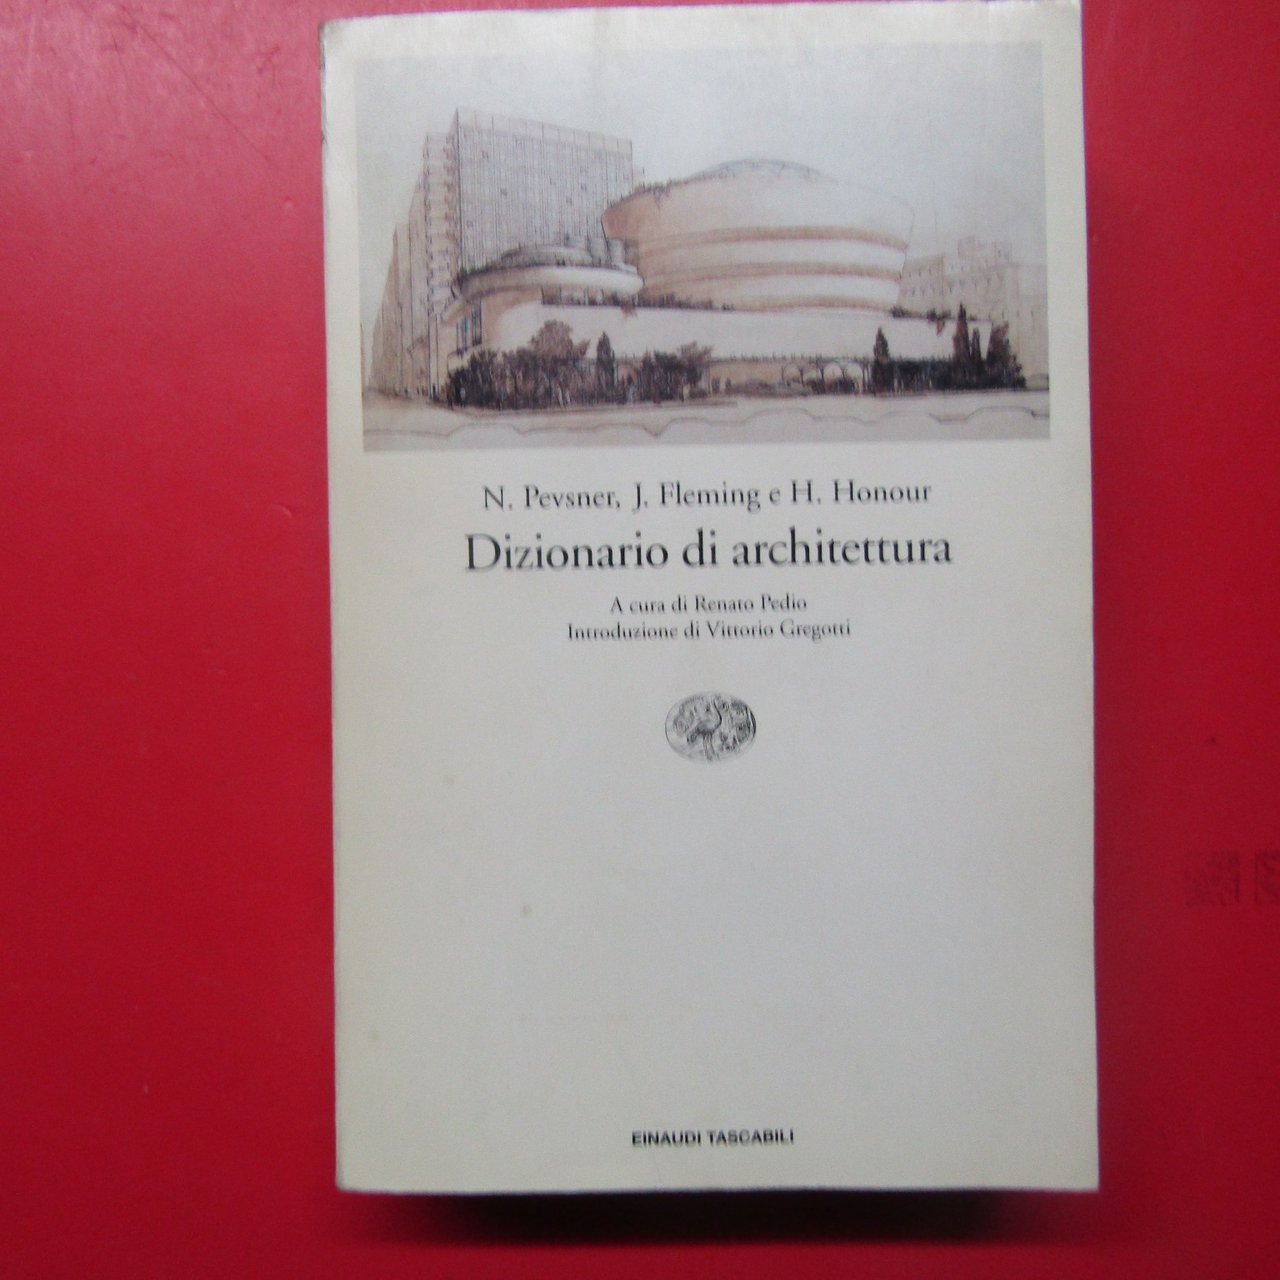 N. Pevsner, J. Fleming e H. Honour
Dizionario di architettura
A cura di Renato Pedio
Introduzione di Vittorio Gregotti
EINAUDI TASCABILI